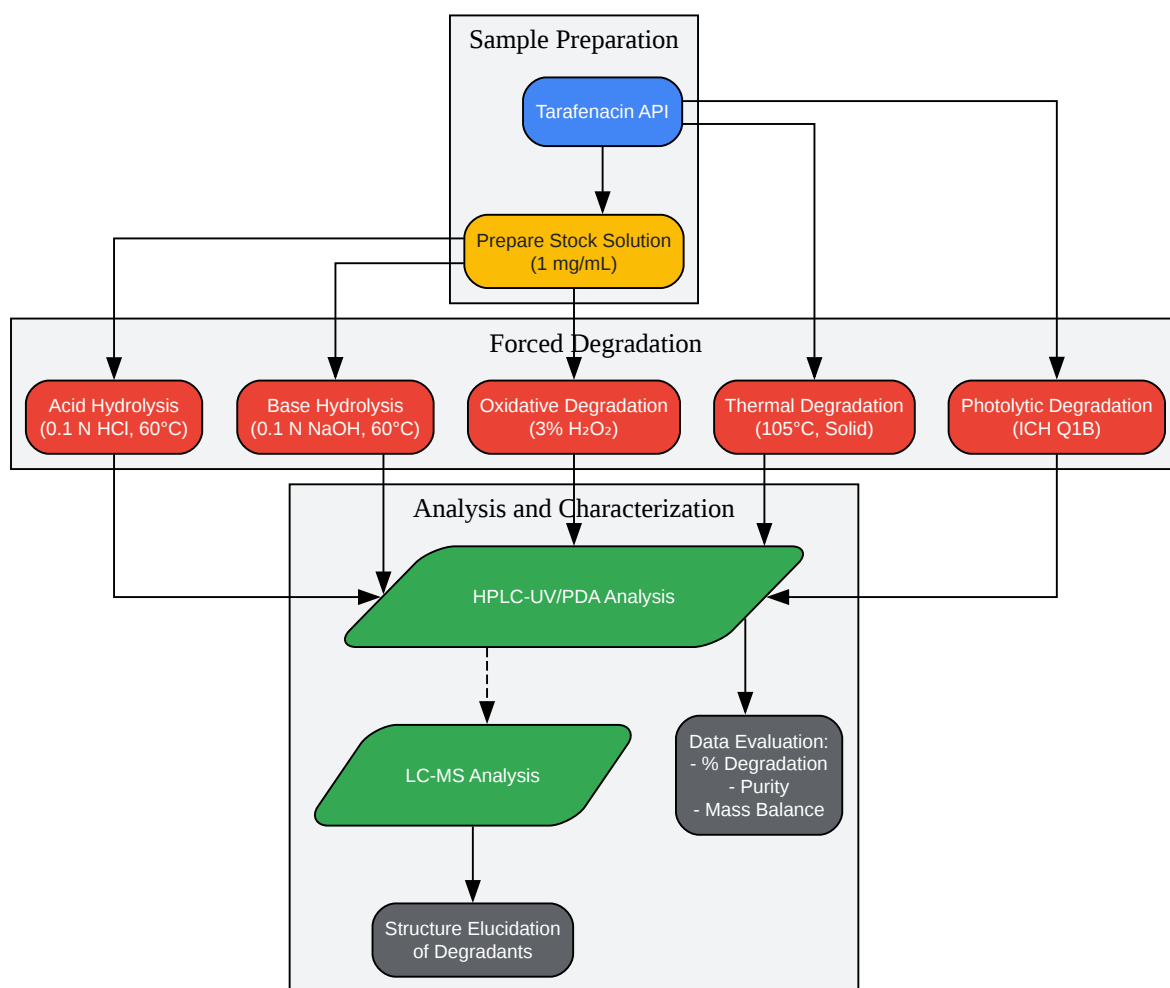 Sample Preparation
Tarafenacin API
Prepare Stock Solution
(1 mg/mL)
Forced Degradation
Acid Hydrolysis
(0.1 N HCl, 60°C)
Base Hydrolysis
(0.1 N NaOH, 60°C)
Oxidative Degradation
(3% H₂O₂)
Thermal Degradation
(105°C, Solid)
Photolytic Degradation
(ICH Q1B)
Analysis and Characterization
HPLC-UV/PDA Analysis
LC-MS Analysis
Data Evaluation:
- % Degradation
- Purity
- Mass Balance
Structure Elucidation
of Degradants